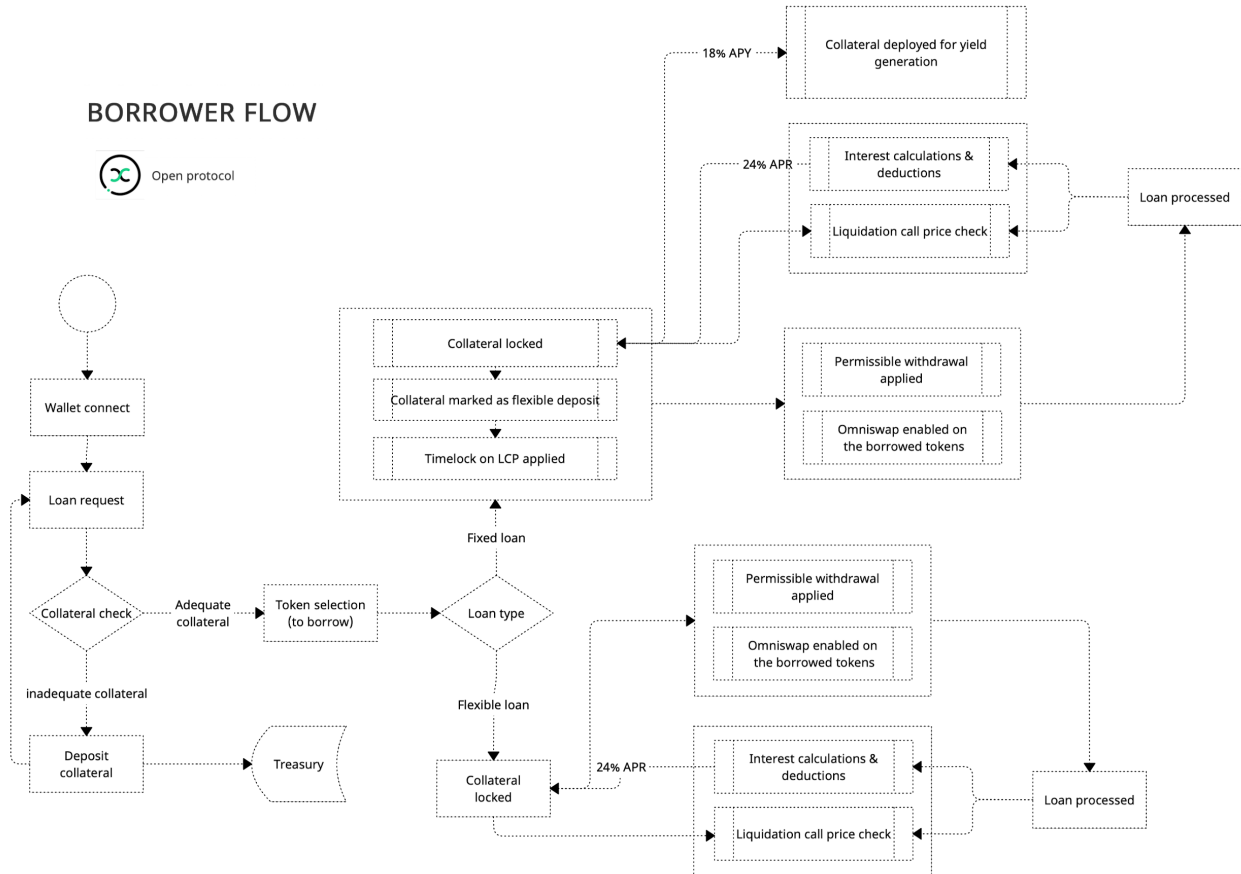 BORROWER FLOW
Open protocol
Wallet connect
Loan request
Collateral check
inadequate collateral
Deposit
collateral
Treasury
Adequate
collateral
Token selection
(to borrow)
Loan type
Fixed loan
Collateral locked
Collateral marked as flexible deposit
Timelock on LCP applied
18% APY
Collateral deployed for yield
generation
24% APR
Interest calculations &
deductions
Liquidation call price check
Loan processed
Permissible withdrawal
applied
Omniswap enabled on
the borrowed tokens
Flexible loan
Collateral
locked
Permissible withdrawal
applied
Omniswap enabled on
the borrowed tokens
24% APR
Interest calculations &
deductions
Liquidation call price check
Loan processed